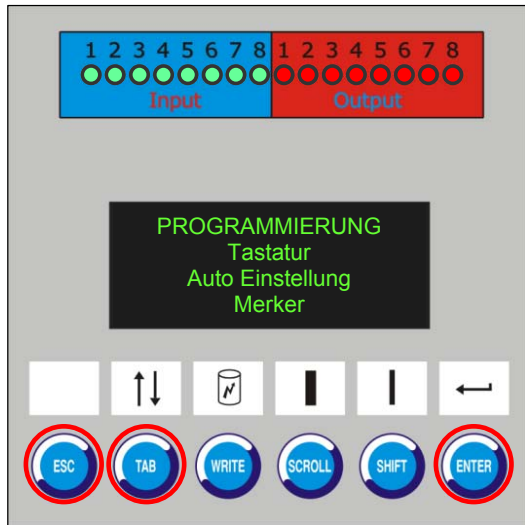 1 2 3 4 5 6 7 8 1 2 3 4 5 6 7 8
Input Output
PROGRAMMIERUNG
Tastatur
Auto Einstellung
Merker
ESC TAB WRITE SCROLL SHIFT ENTER